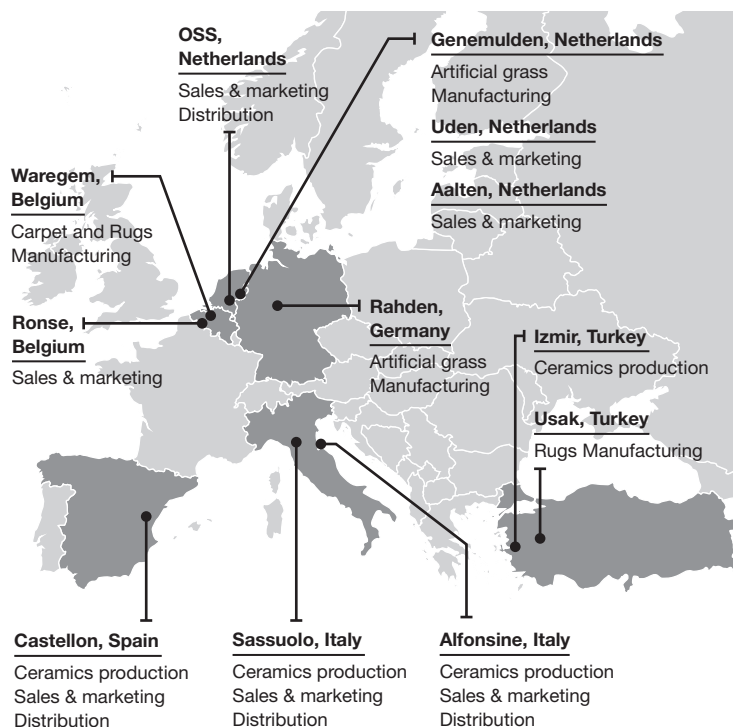 OSS,
Netherlands
Sales & marketing
Distribution
Genemulden, Netherlands
Artificial grass
Manufacturing
Uden, Netherlands
Sales & marketing
Aalten, Netherlands
Sales & marketing
Waregem,
Belgium
Carpet and Rugs
Manufacturing
Ronse,
Belgium
Sales & marketing
Rahden,
Germany
Artificial grass
Manufacturing
Izmir, Turkey
Ceramics production
Usak, Turkey
Rugs Manufacturing
Castellon, Spain
Ceramics production
Sales & marketing
Distribution
Sassuolo, Italy
Ceramics production
Sales & marketing
Distribution
Alfonsine, Italy
Ceramics production
Sales & marketing
Distribution